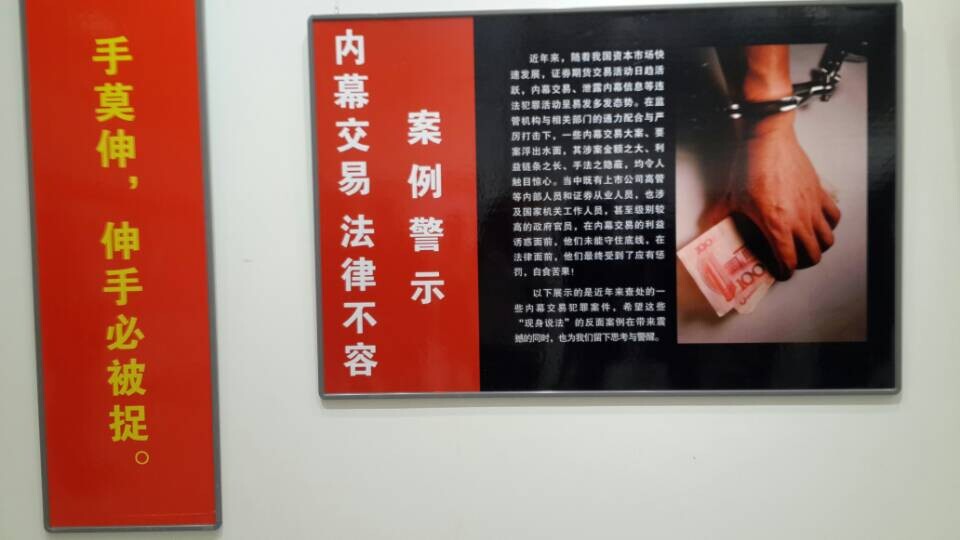 手莫伸，伸手必被捉。
内幕交易 法律不容
案例警示
近年来，随着我国资本市场快
速发展，证券期货交易活动日趋活
跃，内幕交易、泄露内幕信息等违
法犯罪活动呈易发多发态势。在监
管机构与相关部门的通力配合与严
厉打击下，一些内幕交易大案、要
案浮出水面，其涉案金额之大、利
益链条之长、手法之隐蔽，均令人
触目惊心。当中既有上市公司高管
等内部人员和证券从业人员，也涉
及国家机关工作人员，甚至级别较
高的政府官员，在内幕交易的利益
诱惑面前，他们未能守住底线，在
法律面前，他们最终受到了应有惩
罚，自食苦果！
以下展示的是近年来查处的一
些内幕交易犯罪案件，希望这些
“现身说法”的反面案例在带来震
撼的同时，也为我们留下思考与警醒。
100
100